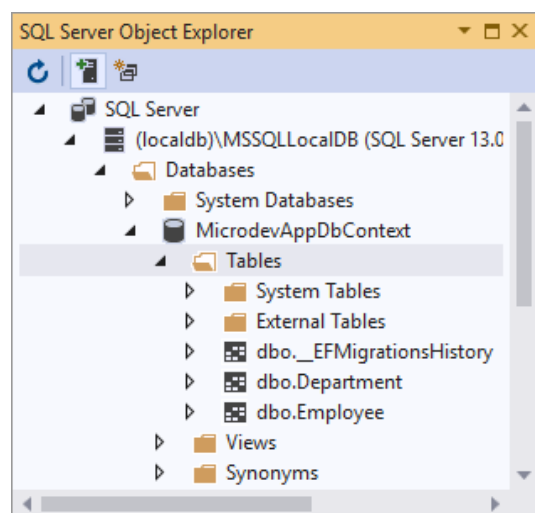 SQL Server Object Explorer
SQL Server
(localdb)\MSSQLLocalDB (SQL Server 13.0
Databases
System Databases
MicrodevAppDbContext
Tables
System Tables
External Tables
dbo.__EFMigrationsHistory
dbo.Department
dbo.Employee
Views
Synonyms